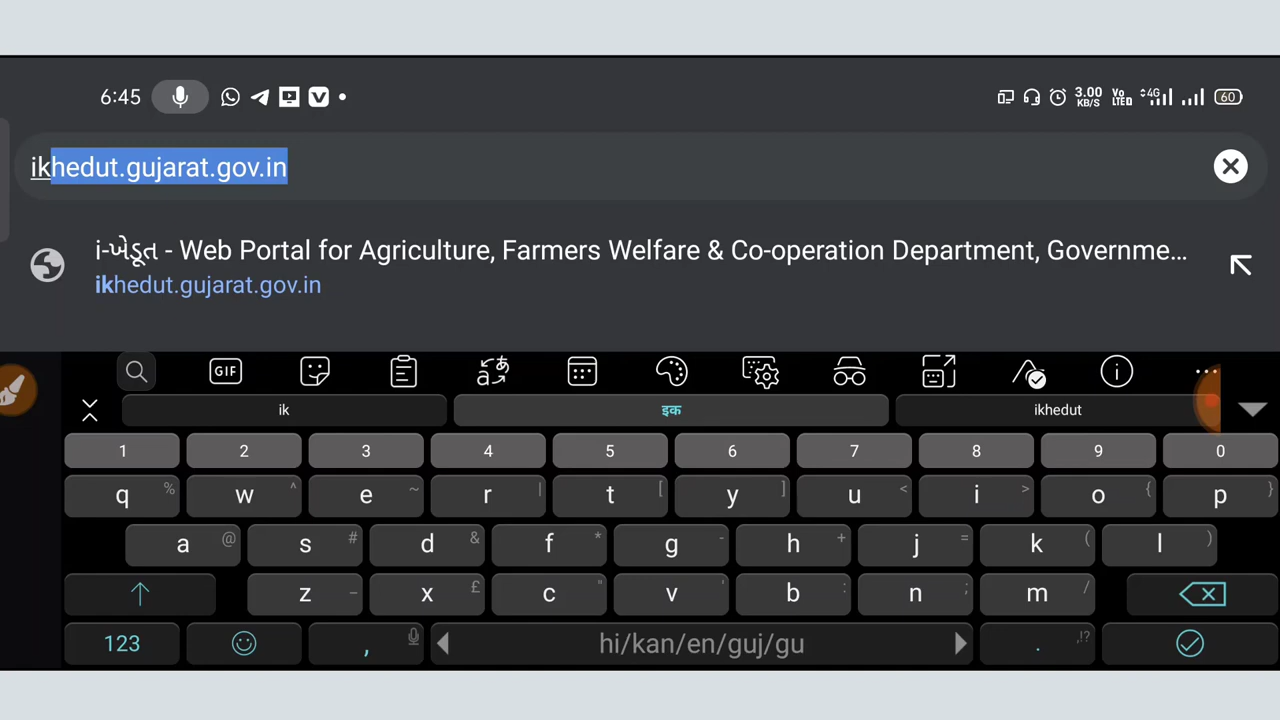 6:45 3.00 KB/S Vo LTE 4G 60
ikhedut.gujarat.gov.in
i-ખેડૂત - Web Portal for Agriculture, Farmers Welfare & Co-operation Department, Governme...
ikhedut.gujarat.gov.in
GIF
ik इक ikhedut
1 2 3 4 5 6 7 8 9 0
q % w ^ e ~ r | t [ y ] u < i > o { p }
a @ s # d & f * g - h + j = k ( l )
z _ x £ c " v ' b : n ; m /
123 , hi/kan/en/guj/gu . ,!?